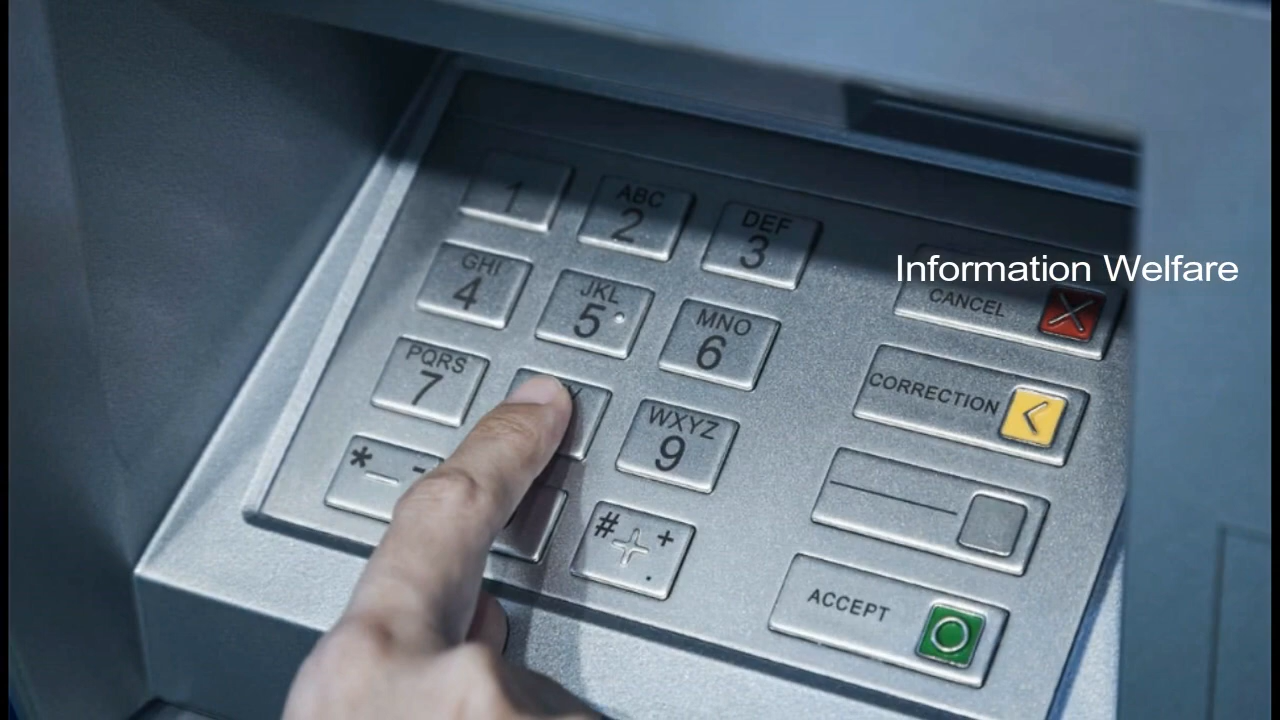 1
ABC
2
DEF
3
Information Welfare
CANCEL
GHI
4
JKL
5
MNO
6
CORRECTION
PQRS
7
WXYZ
9
*
# +
ACCEPT